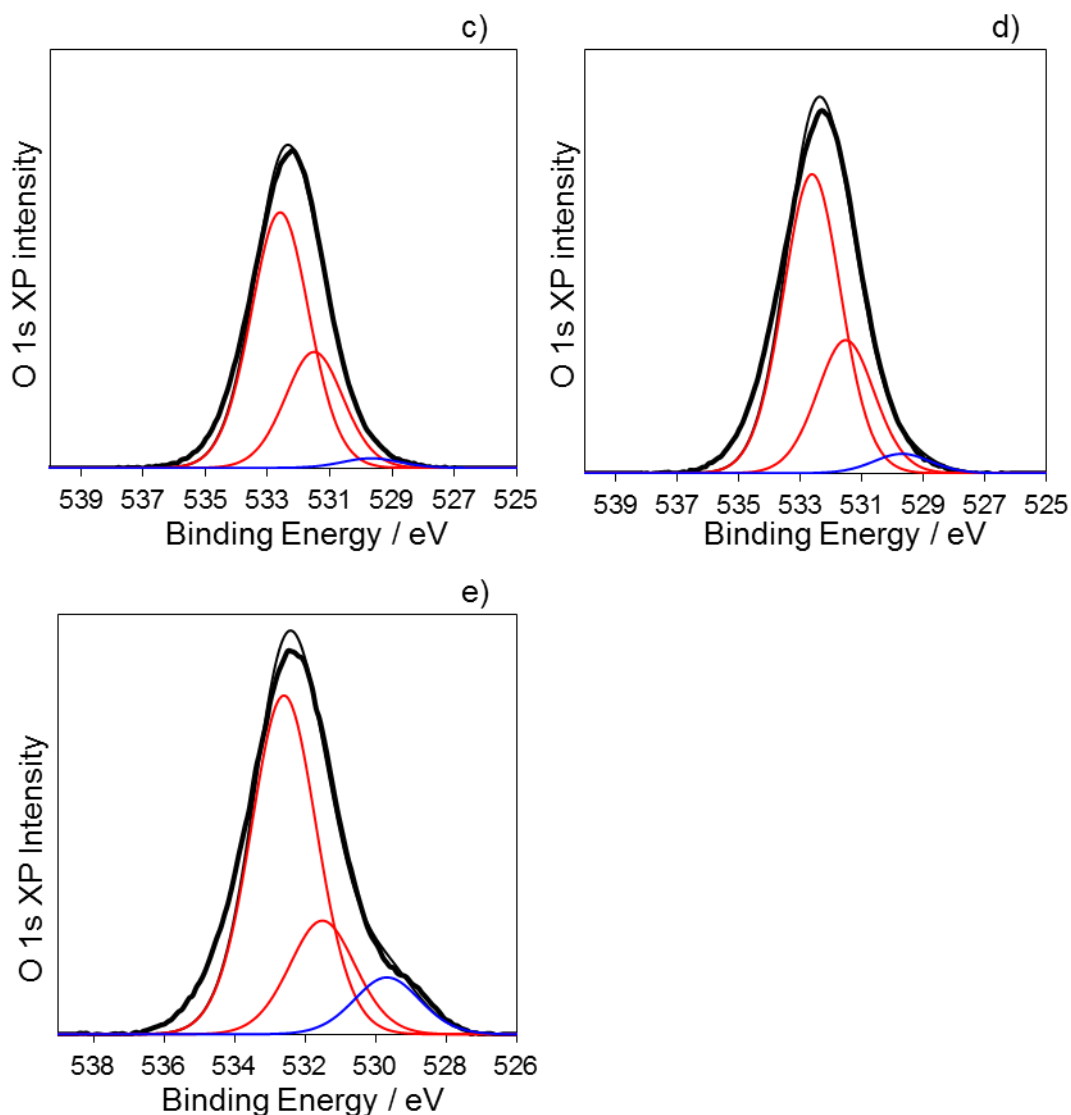 c)
O 1s XP intensity
539 537 535 533 531 529 527 525
Binding Energy / eV
d)
O 1s XP intensity
539 537 535 533 531 529 527 525
Binding Energy / eV
e)
O 1s XP Intensity
538 536 534 532 530 528 526
Binding Energy / eV